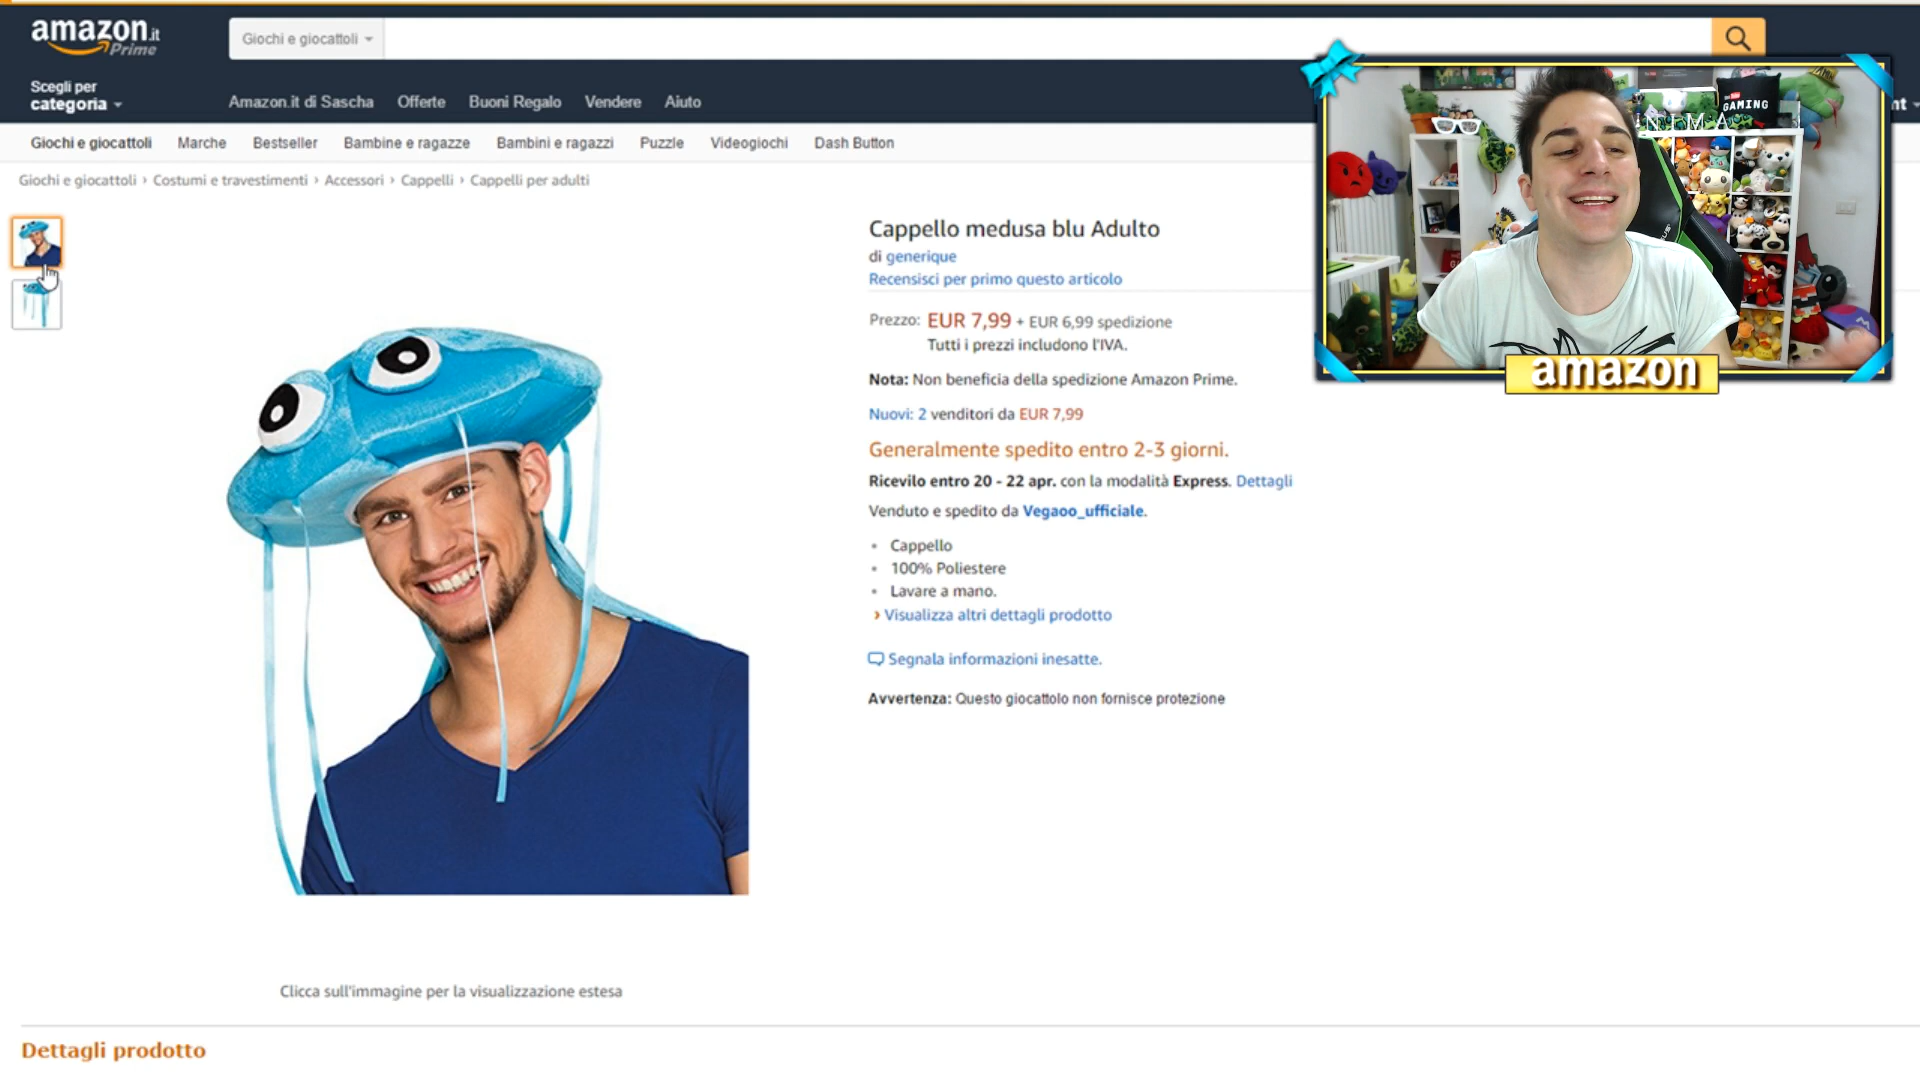 amazon.it
Prime
Giochi e giocattoli
Scegli per
categoria
Amazon.it di Sascha Offerte Buoni Regalo Vendere Aiuto
Giochi e giocattoli Marche Bestseller Bambine e ragazze Bambini e ragazzi Puzzle Videogiochi Dash Button
Giochi e giocattoli › Costumi e travestimenti › Accessori › Cappelli › Cappelli per adulti
GAMING
amazon
Cappello medusa blu Adulto
di generique
Recensisci per primo questo articolo
Prezzo: EUR 7,99 + EUR 6,99 spedizione
Tutti i prezzi includono l'IVA.
Nota: Non beneficia della spedizione Amazon Prime.
Nuovi: 2 venditori da EUR 7,99
Generalmente spedito entro 2-3 giorni.
Ricevilo entro 20 - 22 apr. con la modalità Express. Dettagli
Venduto e spedito da Vegaoo_ufficiale.
• Cappello
• 100% Poliestere
• Lavare a mano.
› Visualizza altri dettagli prodotto
Segnala informazioni inesatte.
Avvertenza: Questo giocattolo non fornisce protezione
Clicca sull'immagine per la visualizzazione estesa
Dettagli prodotto